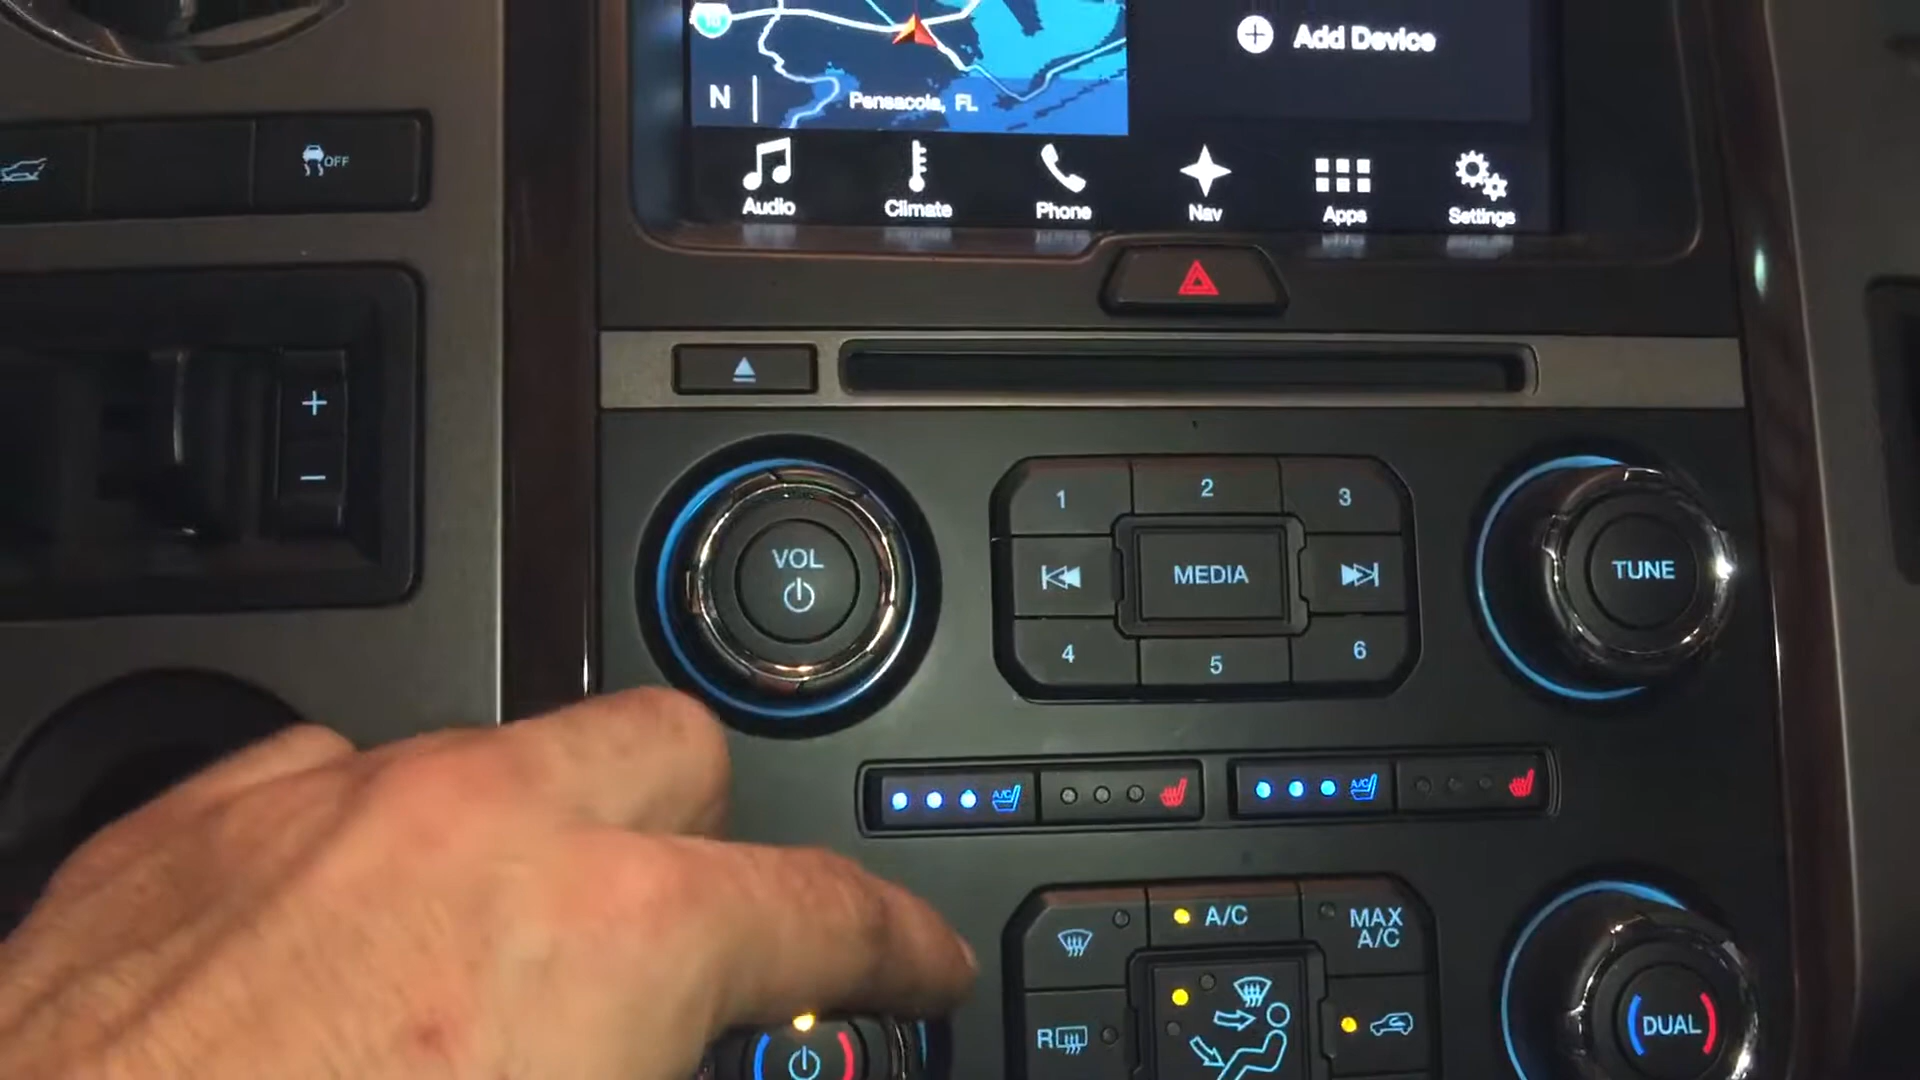 10
Add Device
N
Pensacola, FL
Audio
Climate
Phone
Nav
Apps
Settings
OFF
+
−
VOL
1
2
3
MEDIA
TUNE
4
5
6
A/C
A/C
A/C
MAX
A/C
R
DUAL